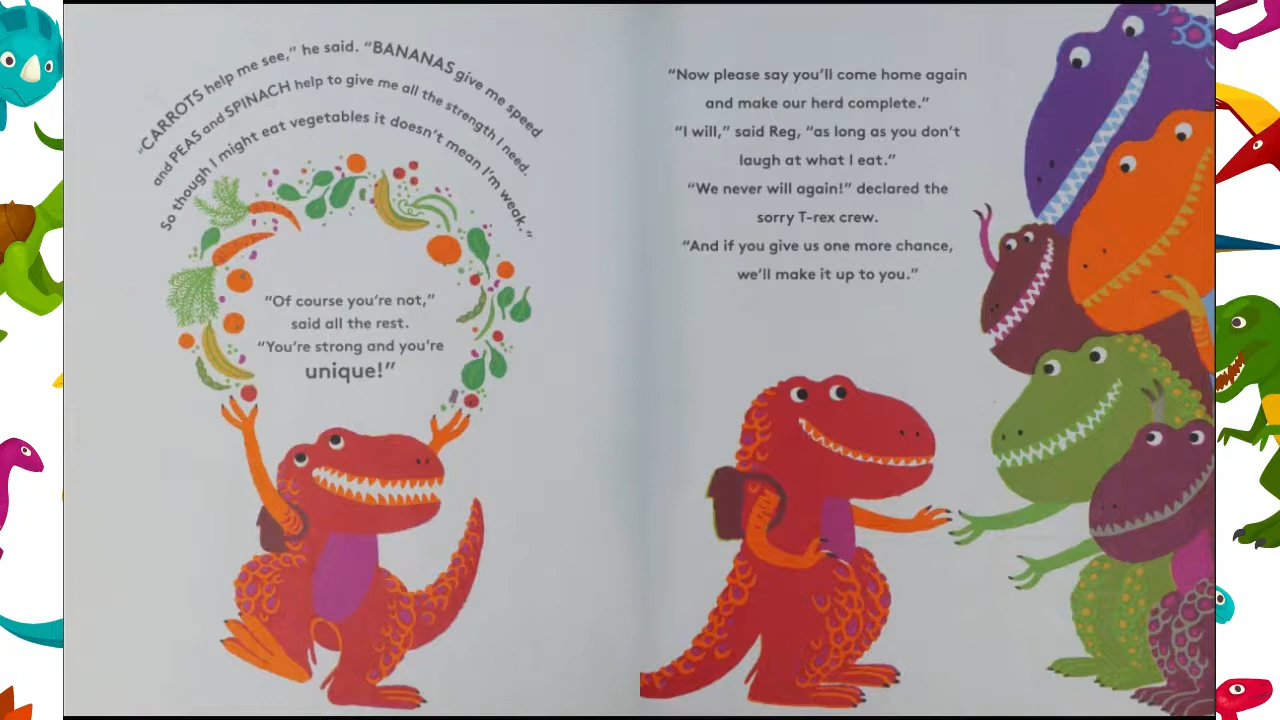 “CARROTS help me see,” he said. “BANANAS give me speed
and PEAS and SPINACH help to give me all the strength I need.
So though I might eat vegetables it doesn’t mean I’m weak.”
“Of course you’re not,”
said all the rest.
“You’re strong and you’re
unique!”
“Now please say you’ll come home again
and make our herd complete.”
“I will,” said Reg, “as long as you don’t
laugh at what I eat.”
“We never will again!” declared the
sorry T-rex crew.
“And if you give us one more chance,
we’ll make it up to you.”